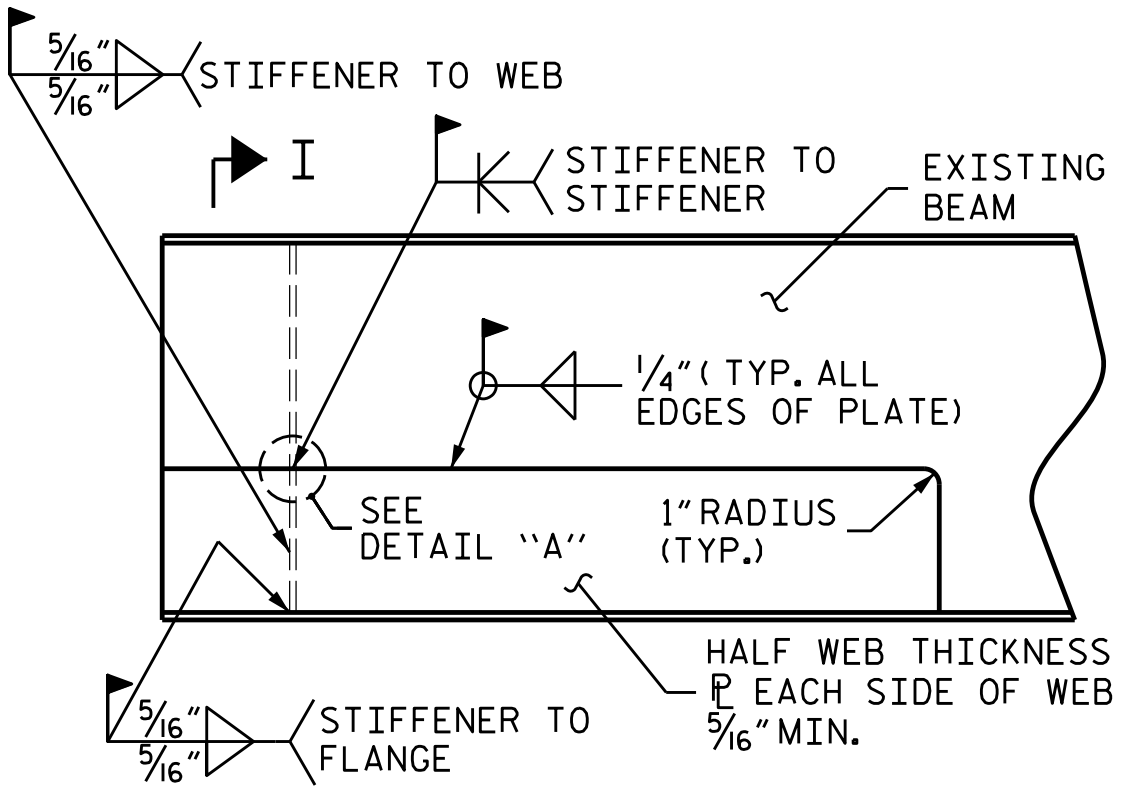 5/16" STIFFENER TO WEB
5/16"
I
STIFFENER TO
STIFFENER
EXISTING
BEAM
1/4" ( TYP. ALL
EDGES OF PLATE)
SEE
DETAIL "A"
1" RADIUS
(TYP.)
HALF WEB THICKNESS
PL EACH SIDE OF WEB
5/16" MIN.
5/16"
5/16"
STIFFENER TO
FLANGE